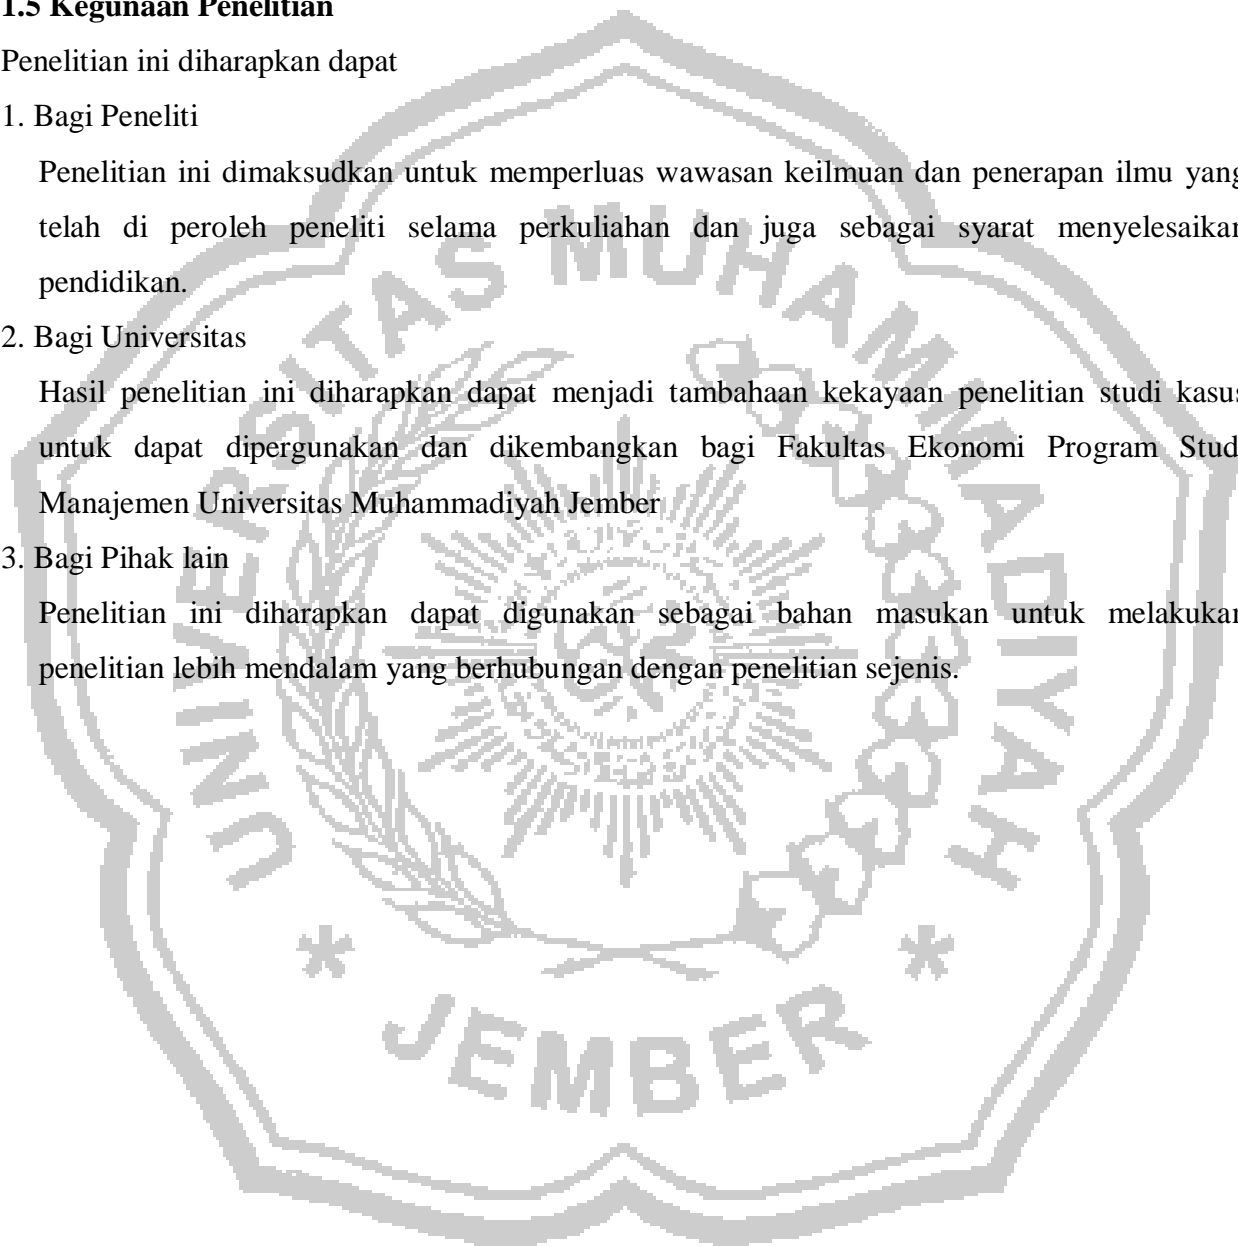 1.5 Kegunaan Penelitian
Penelitian ini diharapkan dapat
1. Bagi Peneliti
Penelitian ini dimaksudkan untuk memperluas wawasan keilmuan dan penerapan ilmu yang
telah di peroleh peneliti selama perkuliahan dan juga sebagai syarat menyelesaikan
pendidikan.
2. Bagi Universitas
Hasil penelitian ini diharapkan dapat menjadi tambahaan kekayaan penelitian studi kasus
untuk dapat dipergunakan dan dikembangkan bagi Fakultas Ekonomi Program Stud
Manajemen Universitas Muhammadiyah Jember
3. Bagi Pihak lain
Penelitian ini diharapkan dapat digunakan sebagai bahan masukan untuk melakukan
penelitian lebih mendalam yang berhubungan dengan penelitian sejenis.
UNIVERSITAS MUHAMMADIYAH
* JEMBER *